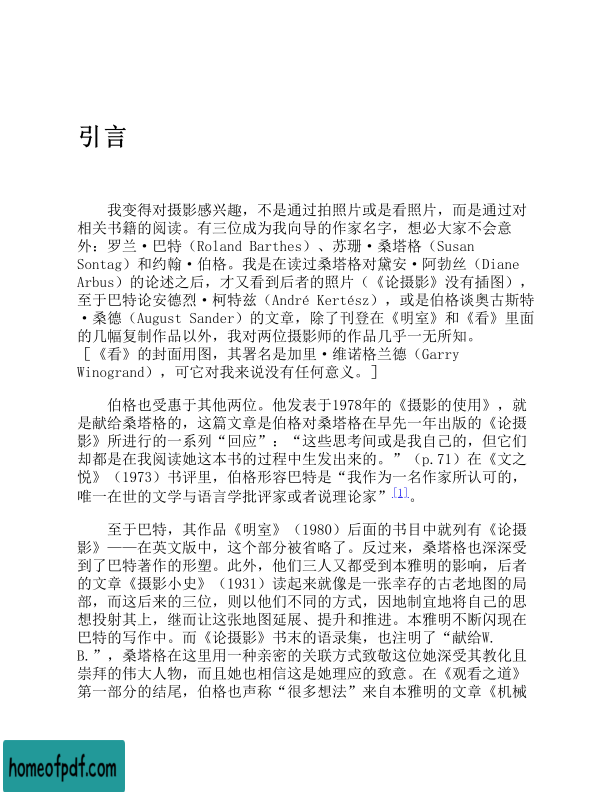 引言
我变得对摄影感兴趣，不是通过拍照片或是看照片，而是通过对
相关书籍的阅读。有三位成为我向导的作家名字，想必大家不会意
外：罗兰·巴特（Roland Barthes）、苏珊·桑塔格（Susan
Sontag）和约翰·伯格。我是在读过桑塔格对黛安·阿勃丝（Diane
Arbus）的论述之后，才又看到后者的照片（《论摄影》没有插图），
至于巴特论安德烈·柯特兹（André Kertész），或是伯格谈奥古斯特
·桑德（August Sander）的文章，除了刊登在《明室》和《看》里面
的几幅复制作品以外，我对两位摄影师的作品几乎一无所知。
［《看》的封面用图，其署名是加里·维诺格兰德（Garry
Winogrand），可它对我来说没有任何意义。］
伯格也受惠于其他两位。他发表于1978年的《摄影的使用》，就
是献给桑塔格的，这篇文章是伯格对桑塔格在早先一年出版的《论摄
影》所进行的一系列“回应”：“这些思考间或是我自己的，但它们
却都是在我阅读她这本书的过程中生发出来的。”（p.71）在《文之
悦》（1973）书评里，伯格形容巴特是“我作为一名作家所认可的，
唯一在世的文学与语言学批评家或者说理论家”[1]。
至于巴特，其作品《明室》（1980）后面的书目中就列有《论摄
影》——在英文版中，这个部分被省略了。反过来，桑塔格也深深受
到了巴特著作的形塑。此外，他们三人又都受到本雅明的影响，后者
的文章《摄影小史》（1931）读起来就像是一张幸存的古老地图的局
部，而这后来的三位，则以他们不同的方式，因地制宜地将自己的思
想投射其上，继而让这张地图延展、提升和推进。本雅明不断闪现在
巴特的写作中。而《论摄影》书末的语录集，也注明了“献给W.
B.”，桑塔格在这里用一种亲密的关联方式致敬这位她深受其教化且
崇拜的伟大人物，而且她也相信这是她理应的致意。在《观看之道》
第一部分的结尾，伯格也声称“很多想法”来自本雅明的文章《机械
homeofpdf.com